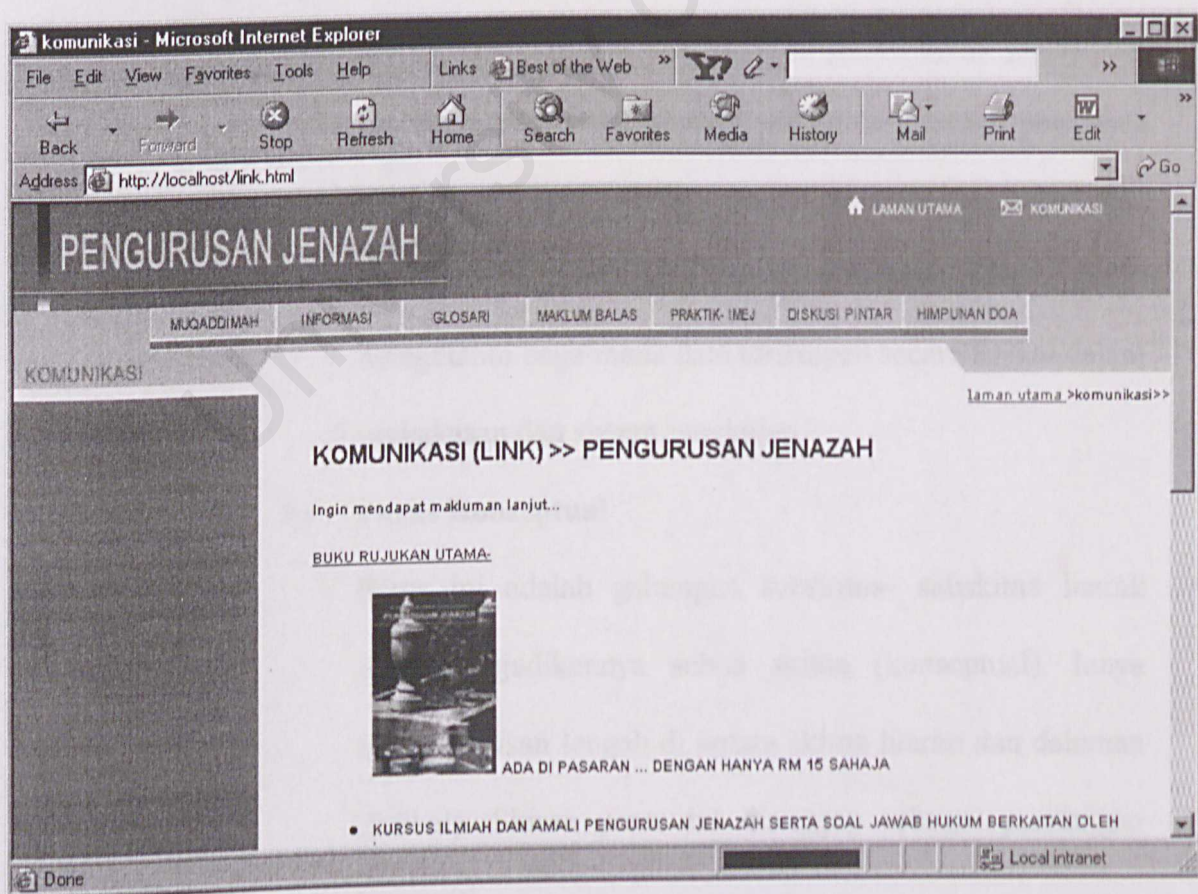 komunikasi - Microsoft Internet Explorer
File Edit View Favorites Tools Help Links Best of the Web »
Back Forward Stop Refresh Home Search Favorites Media History Mail Print Edit
Address http://localhost/link.html Go
LAMAN UTAMA KOMUNIKASI
PENGURUSAN JENAZAH
MUQADDIMAH INFORMASI GLOSARI MAKLUM BALAS PRAKTIK- IMEJ DISKUSI PINTAR HIMPUNAN DOA
KOMUNIKASI
laman utama >komunikasi>>
KOMUNIKASI (LINK) >> PENGURUSAN JENAZAH
Ingin mendapat makluman lanjut...
BUKU RUJUKAN UTAMA-
ADA DI PASARAN ... DENGAN HANYA RM 15 SAHAJA
• KURSUS ILMIAH DAN AMALI PENGURUSAN JENAZAH SERTA SOAL JAWAB HUKUM BERKAITAN OLEH
Done Local intranet